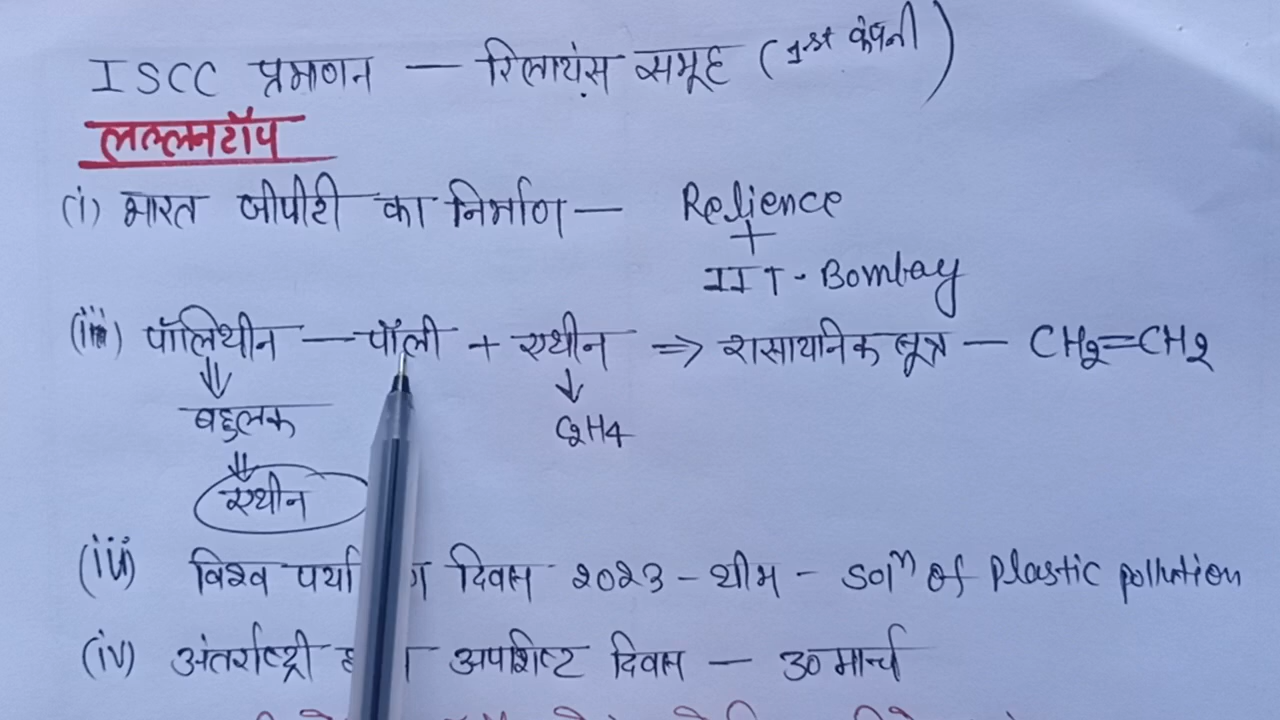 ISCC प्रमाणन — रिलायंस समूह (1st कंपनी)
लल्लनटॉप
(i) भारत जीपीटी का निर्माण — Relience
+
IIT - Bombay
(ii) पॉलिथीन — पॉली + एथीन ⇒ रासायनिक सूत्र — CH2=CH2
⇓ ↓
बहुलक C2H4
⇓
एथीन
(iii) विश्व पर्या ण दिवस 2023 - थीम - Solⁿ of plastic pollution
(iv) अंतर्राष्ट्री अपशिष्ट दिवस — 30 मार्च